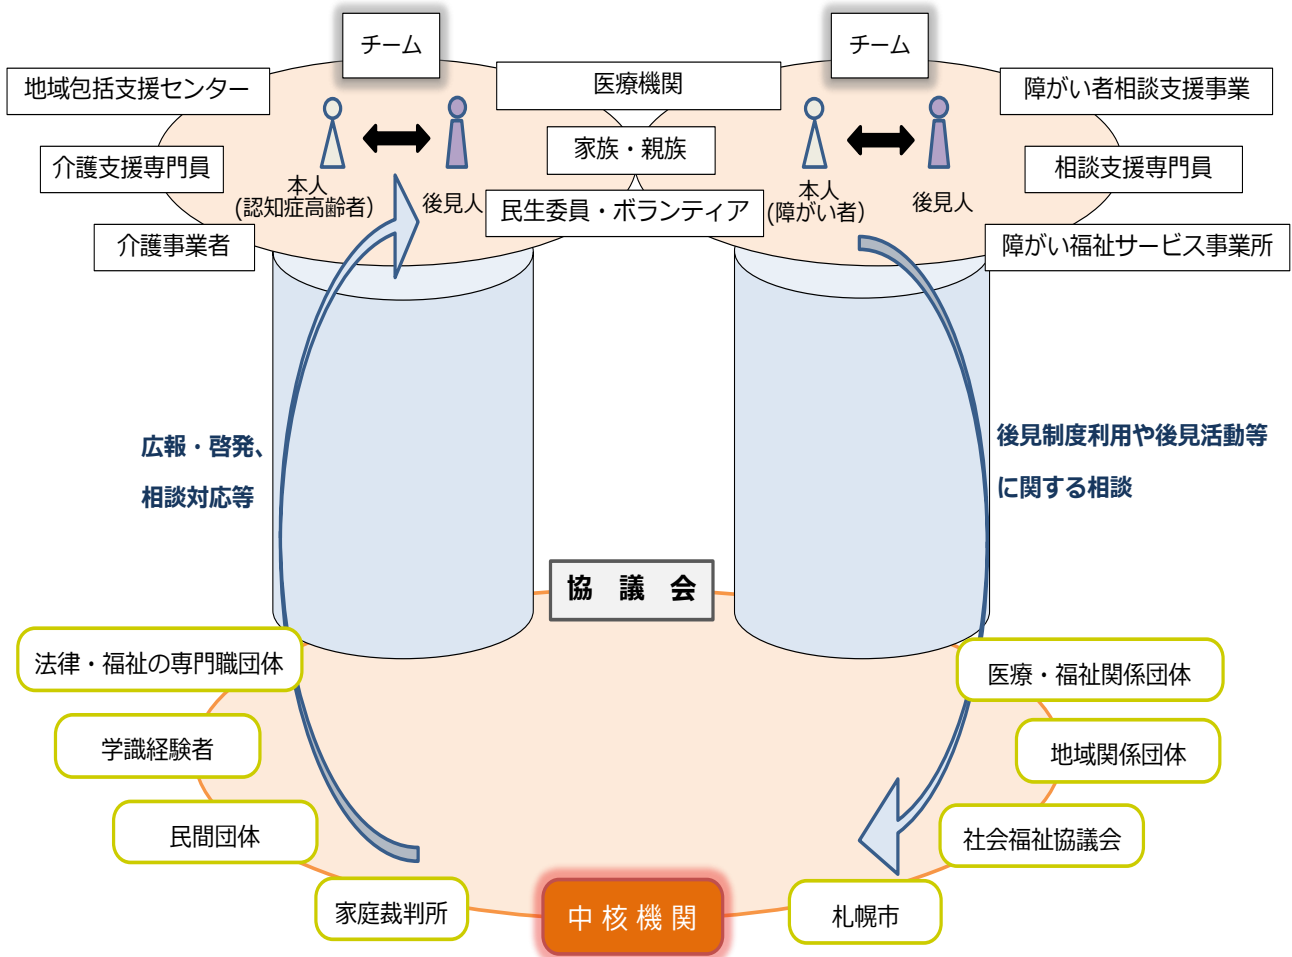 チーム
チーム
地域包括支援センター
医療機関
障がい者相談支援事業
介護支援専門員
家族・親族
相談支援専門員
本人
(認知症高齢者)
後見人
民生委員・ボランティア
本人
(障がい者)
後見人
介護事業者
障がい福祉サービス事業所
広報・啓発、
相談対応等
後見制度利用や後見活動等
に関する相談
協 議 会
法律・福祉の専門職団体
医療・福祉関係団体
学識経験者
地域関係団体
民間団体
社会福祉協議会
家庭裁判所
中核機関
札幌市